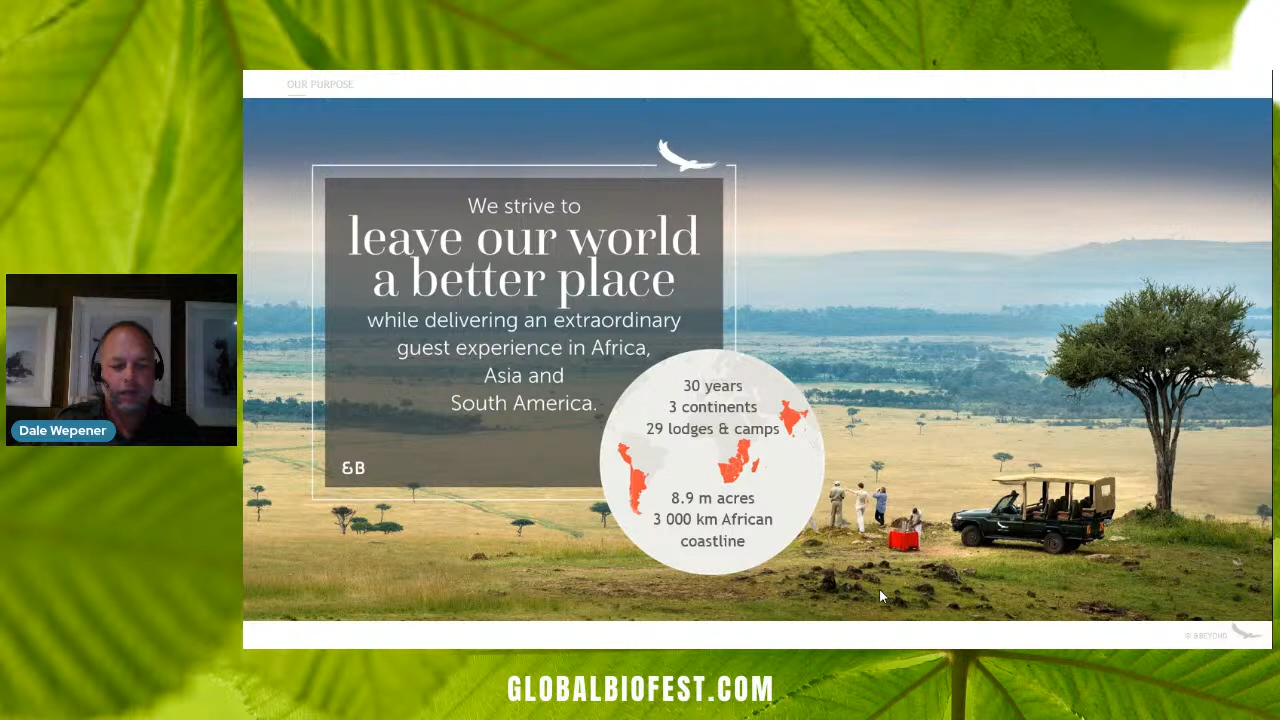 OUR PURPOSE
We strive to
leave our world
a better place
while delivering an extraordinary
guest experience in Africa,
Asia and
South America.
&B
30 years
3 continents
29 lodges & camps
8.9 m acres
3 000 km African
coastline
Dale Wepener
© &BEYOND
GLOBALBIOFEST.COM